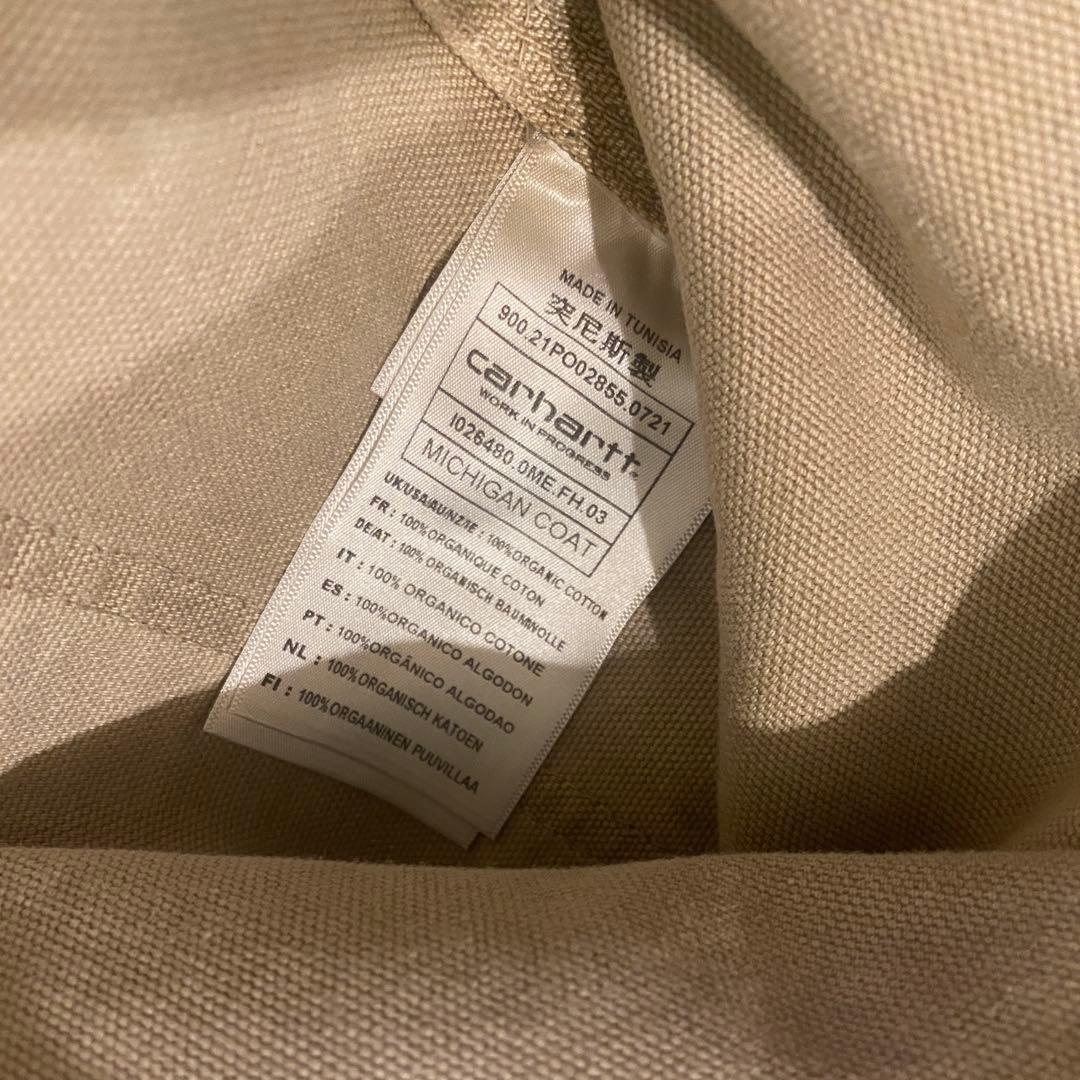 MADE IN TUNISIA
突尼斯製
900.21PO02855.0721
carhartt
WORK IN PROGRESS
I026480.0ME.FH.03
MICHIGAN COAT
UK/USA/AU/NZ/IE : 100%ORGANIC COTTON
FR : 100%ORGANIQUE COTON
DE/AT : 100% ORGANISCH BAUMWOLLE
IT : 100% ORGANICO COTONE
ES : 100%ORGANICO ALGODON
PT : 100%ORGÂNICO ALGODAO
NL : 100%ORGANISCH KATOEN
FI : 100%ORGAANINEN PUUVILLAA